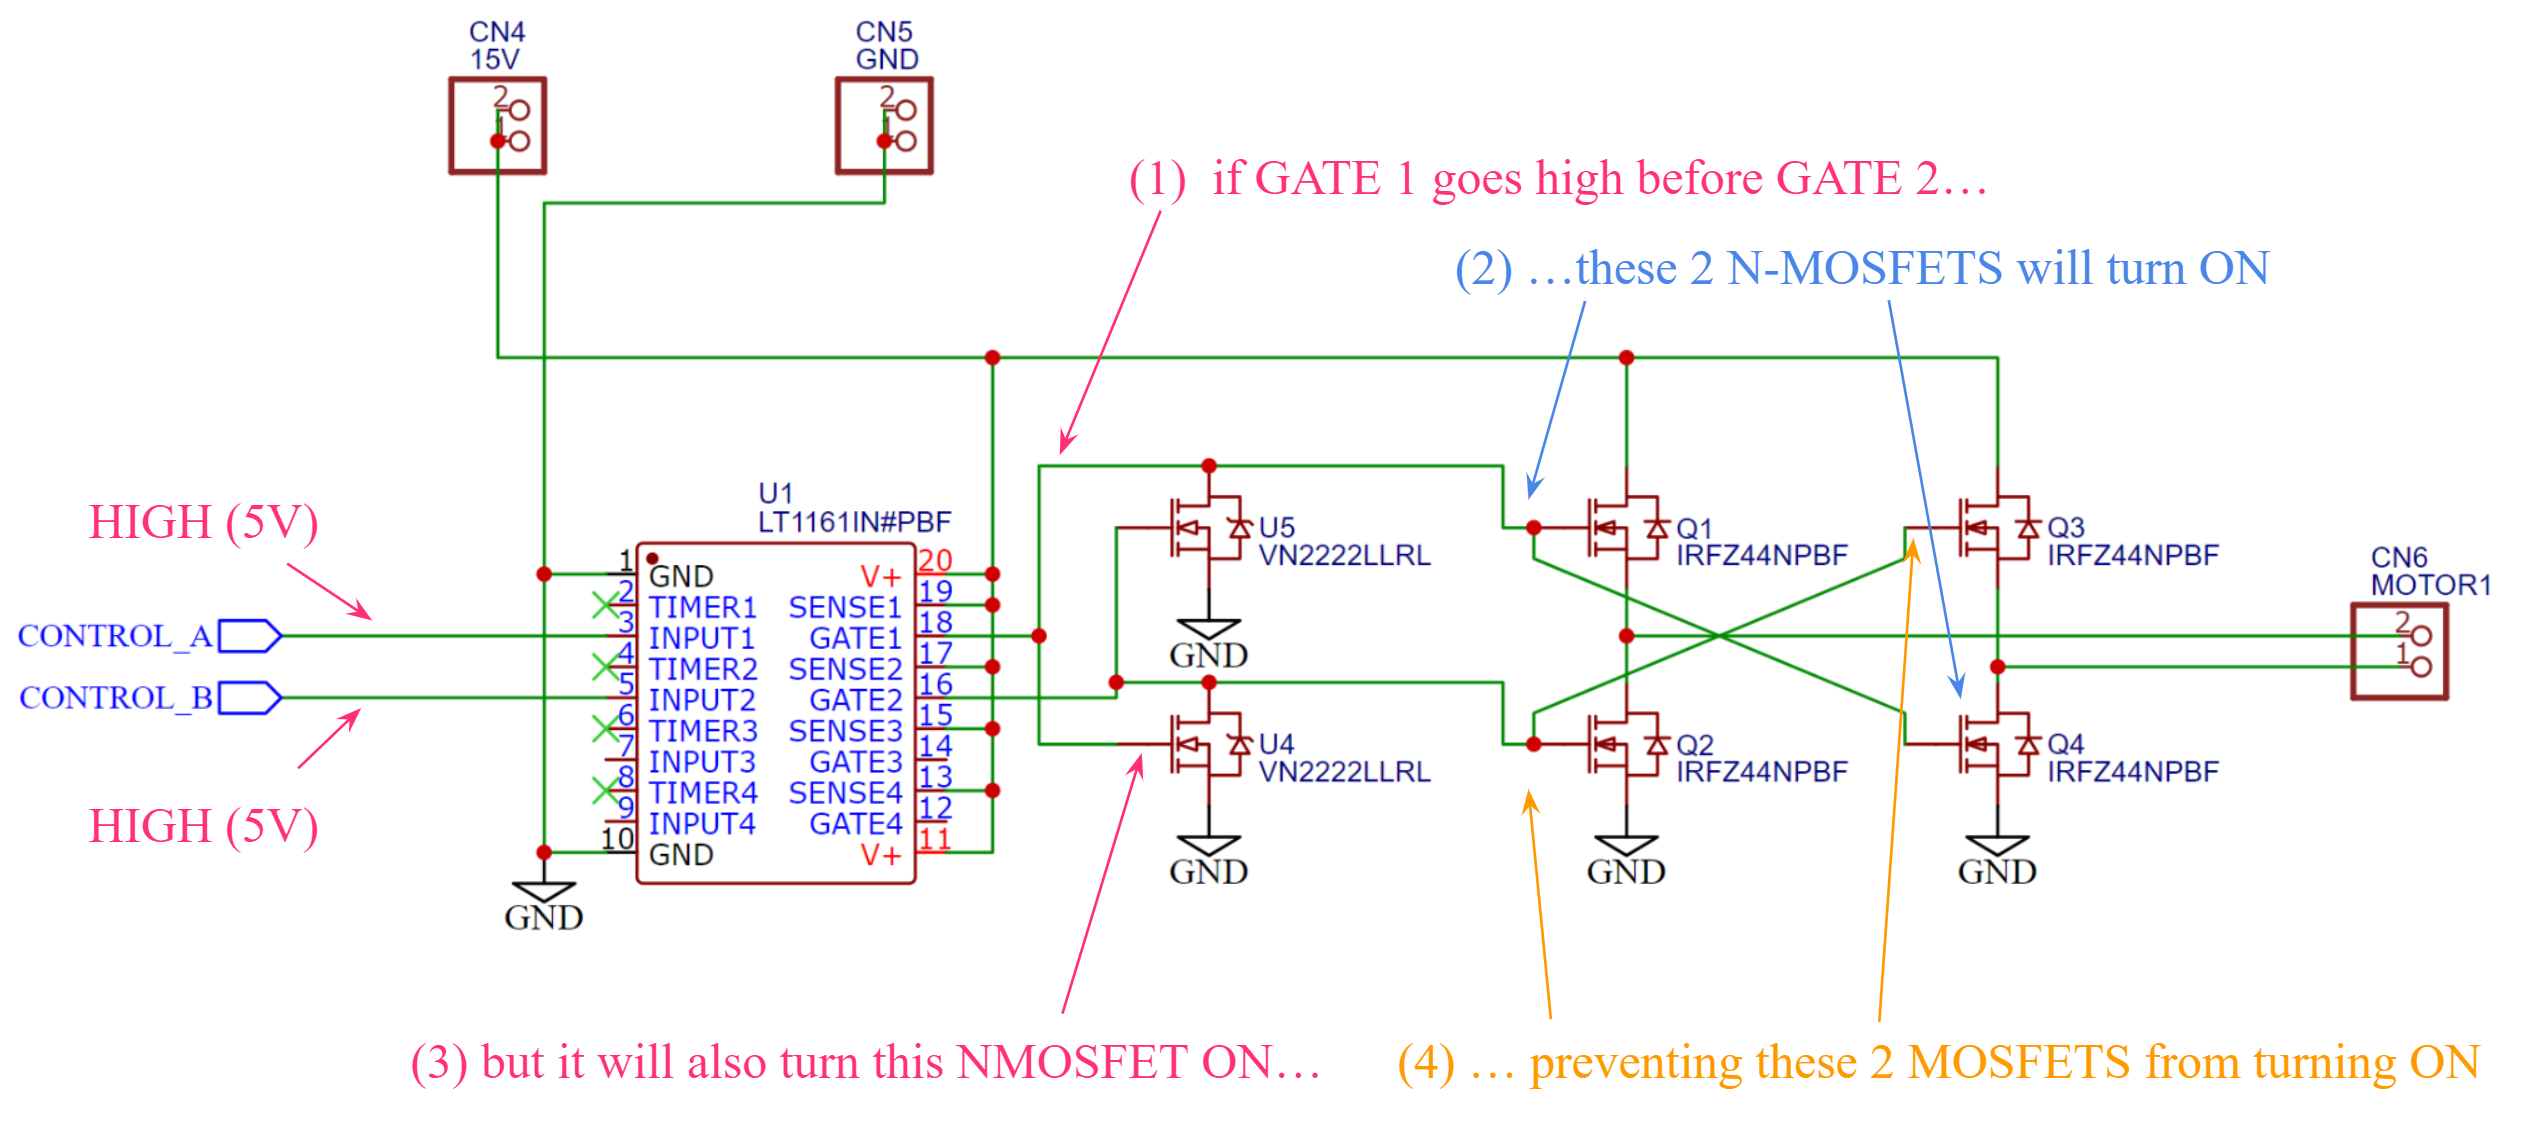 CN4
15V
CN5
GND
2
1
2
1
(1) if GATE 1 goes high before GATE 2...
(2) ...these 2 N-MOSFETS will turn ON
HIGH (5V)
CONTROL_A
CONTROL_B
HIGH (5V)
U1
LT1161IN#PBF
1 GND V+ 20
2 TIMER1 SENSE1 19
3 INPUT1 GATE1 18
4 TIMER2 SENSE2 17
5 INPUT2 GATE2 16
6 TIMER3 SENSE3 15
7 INPUT3 GATE3 14
8 TIMER4 SENSE4 13
9 INPUT4 GATE4 12
10 GND V+ 11
GND
U5
VN2222LLRL
GND
U4
VN2222LLRL
GND
Q1
IRFZ44NPBF
Q3
IRFZ44NPBF
Q2
IRFZ44NPBF
GND
Q4
IRFZ44NPBF
GND
CN6
MOTOR1
2
1
(3) but it will also turn this NMOSFET ON...
(4) ... preventing these 2 MOSFETS from turning ON